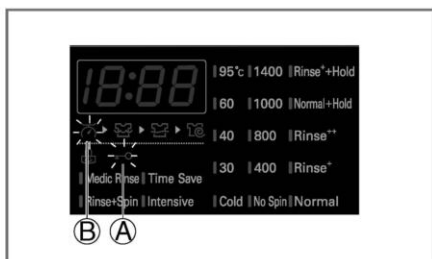 18:88
95°c 1400 Rinse⁺+Hold
60 1000 Normal+Hold
40 800 Rinse⁺⁺
30 400 Rinse⁺
Medic Rinse Time Save
Rinse+Spin Intensive Cold No Spin Normal
B A